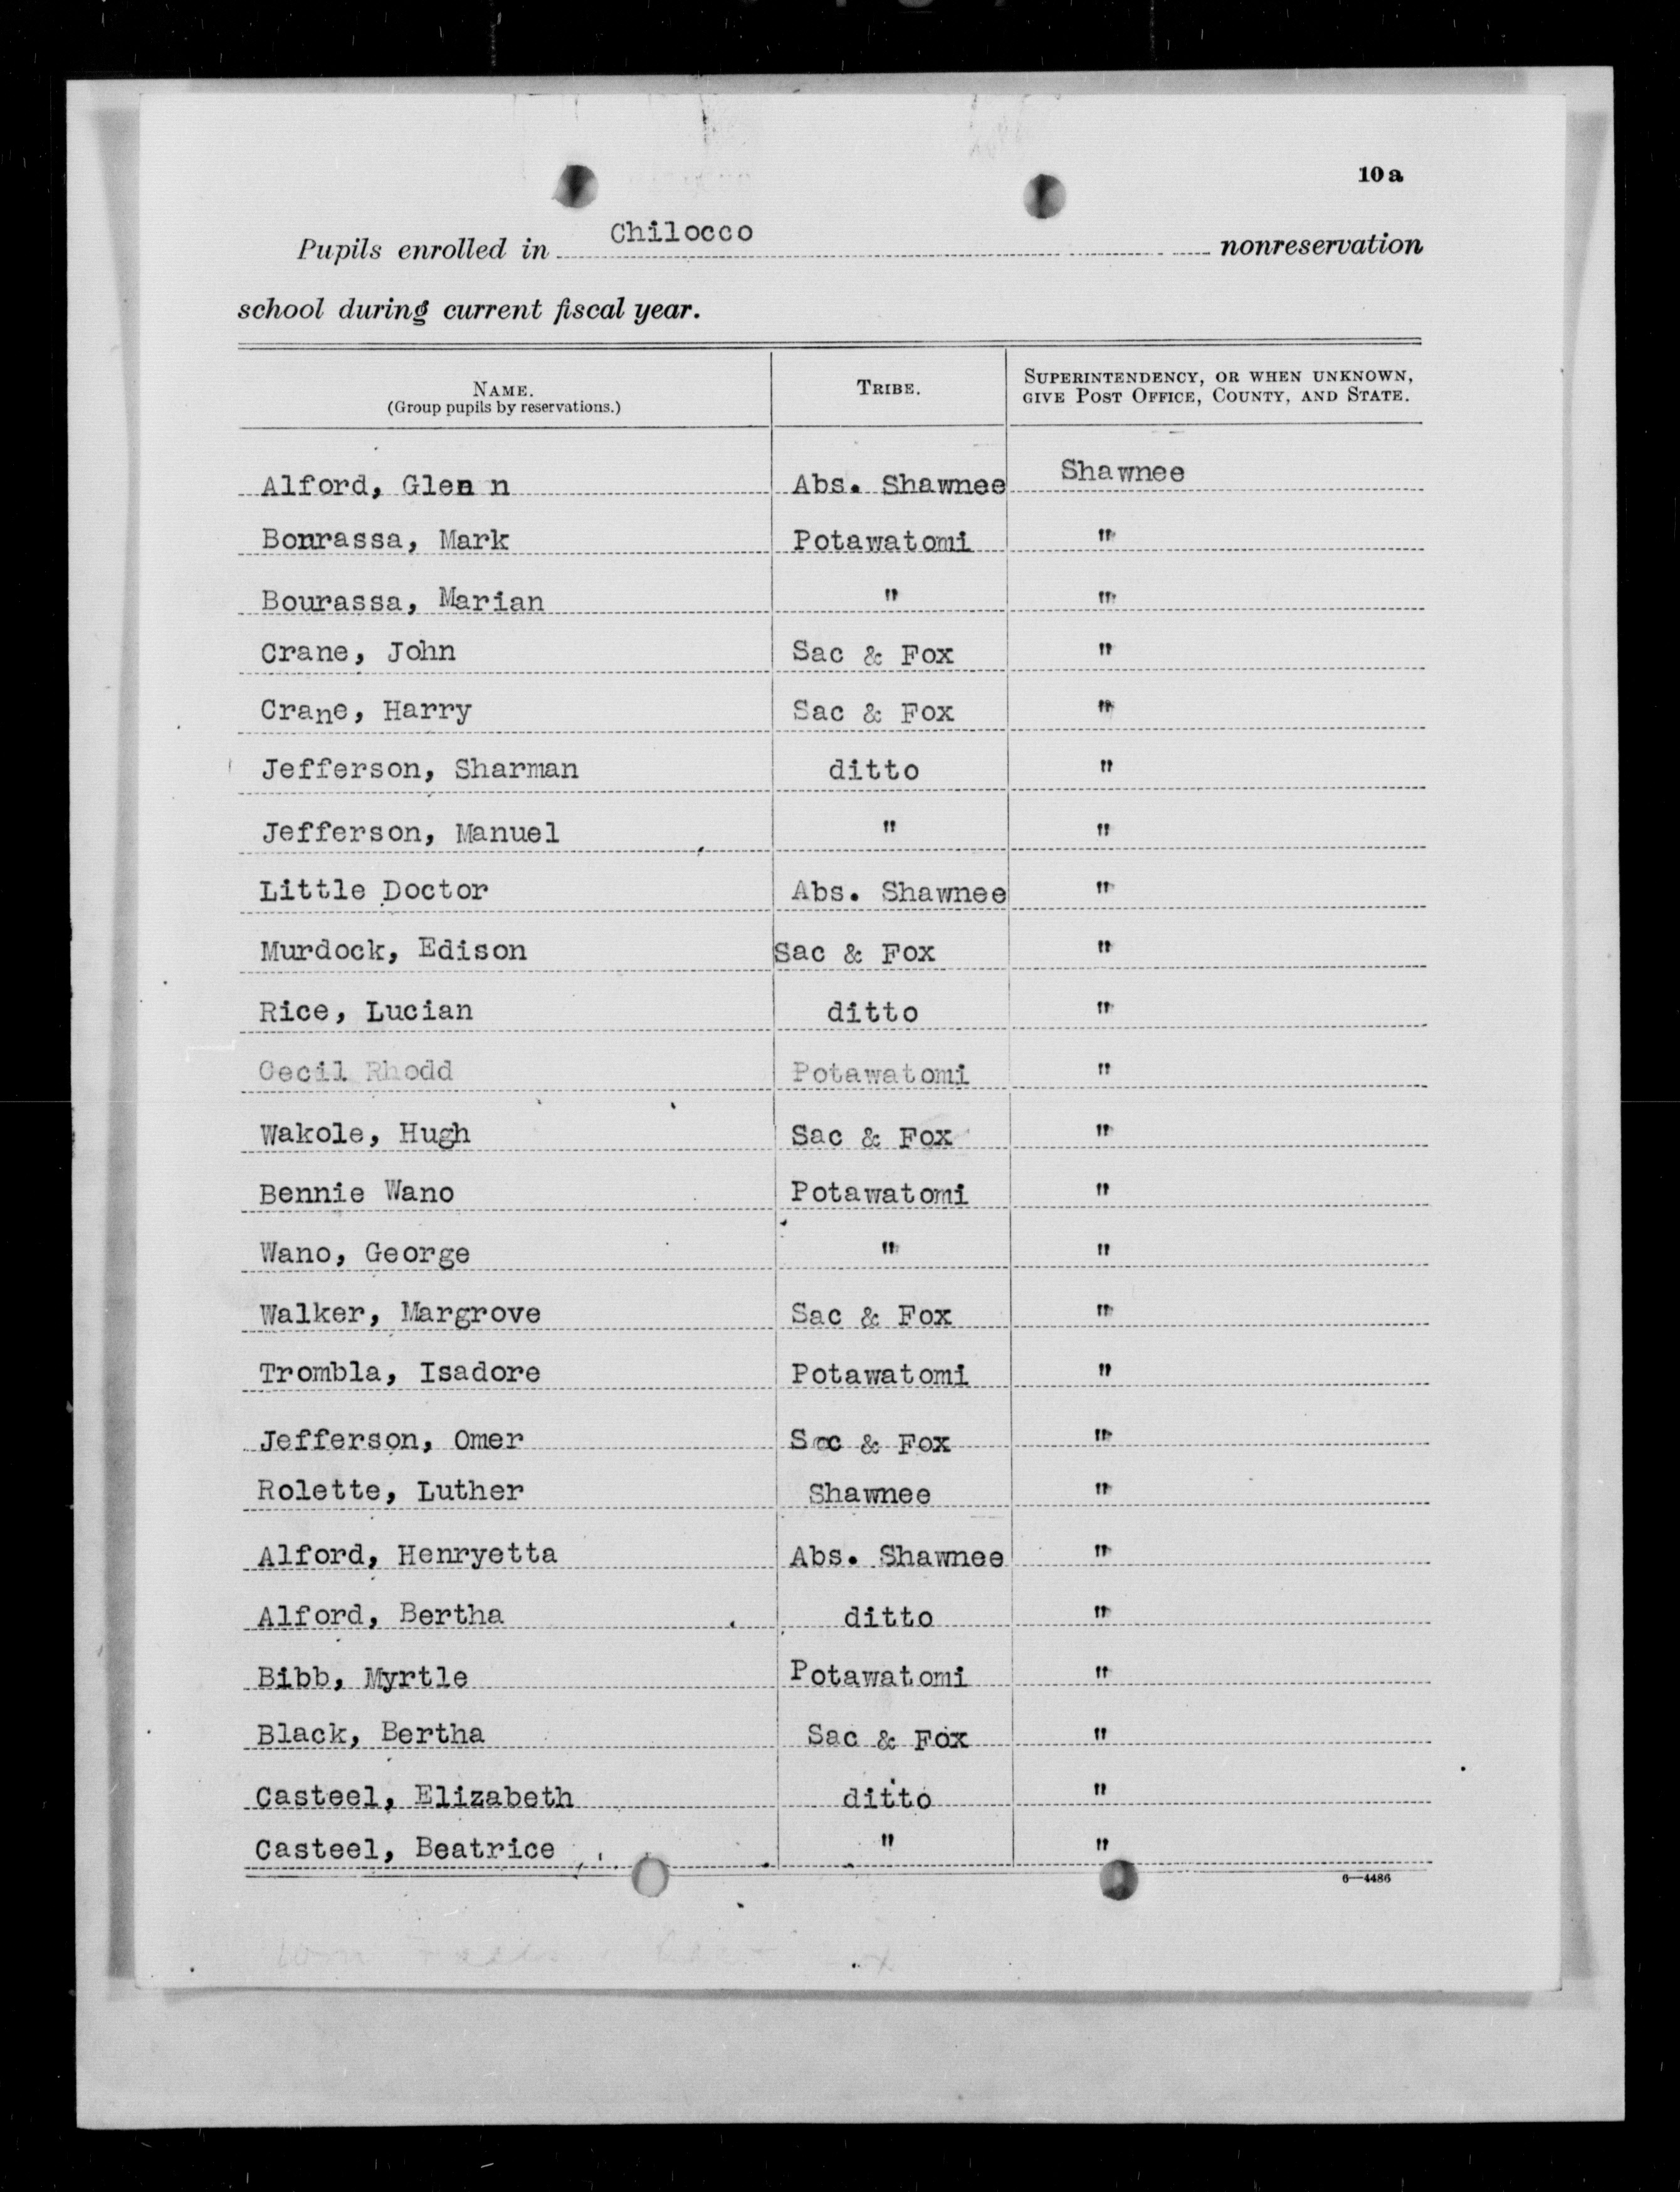 10 a
Pupils enrolled in Chilocco nonreservation
school during current fiscal year.
NAME. (Group pupils by reservations.) TRIBE. SUPERINTENDENCY, OR WHEN UNKNOWN, GIVE POST OFFICE, COUNTY, AND STATE.
Alford, Glen n Abs. Shawnee Shawnee
Bonrassa, Mark Potawatomi "
Bourassa, Marian " "
Crane, John Sac & Fox "
Crane, Harry Sac & Fox "
Jefferson, Sharman ditto "
Jefferson, Manuel " "
Little Doctor Abs. Shawnee "
Murdock, Edison Sac & Fox "
Rice, Lucian ditto "
Cecil Rhodd Potawatomi "
Wakole, Hugh Sac & Fox "
Bennie Wano Potawatomi "
Wano, George " "
Walker, Margrove Sac & Fox "
Trombla, Isadore Potawatomi "
Jefferson, Omer Sac & Fox "
Rolette, Luther Shawnee "
Alford, Henryetta Abs. Shawnee "
Alford, Bertha ditto "
Bibb, Myrtle Potawatomi "
Black, Bertha Sac & Fox "
Casteel, Elizabeth ditto "
Casteel, Beatrice " "
6—4486